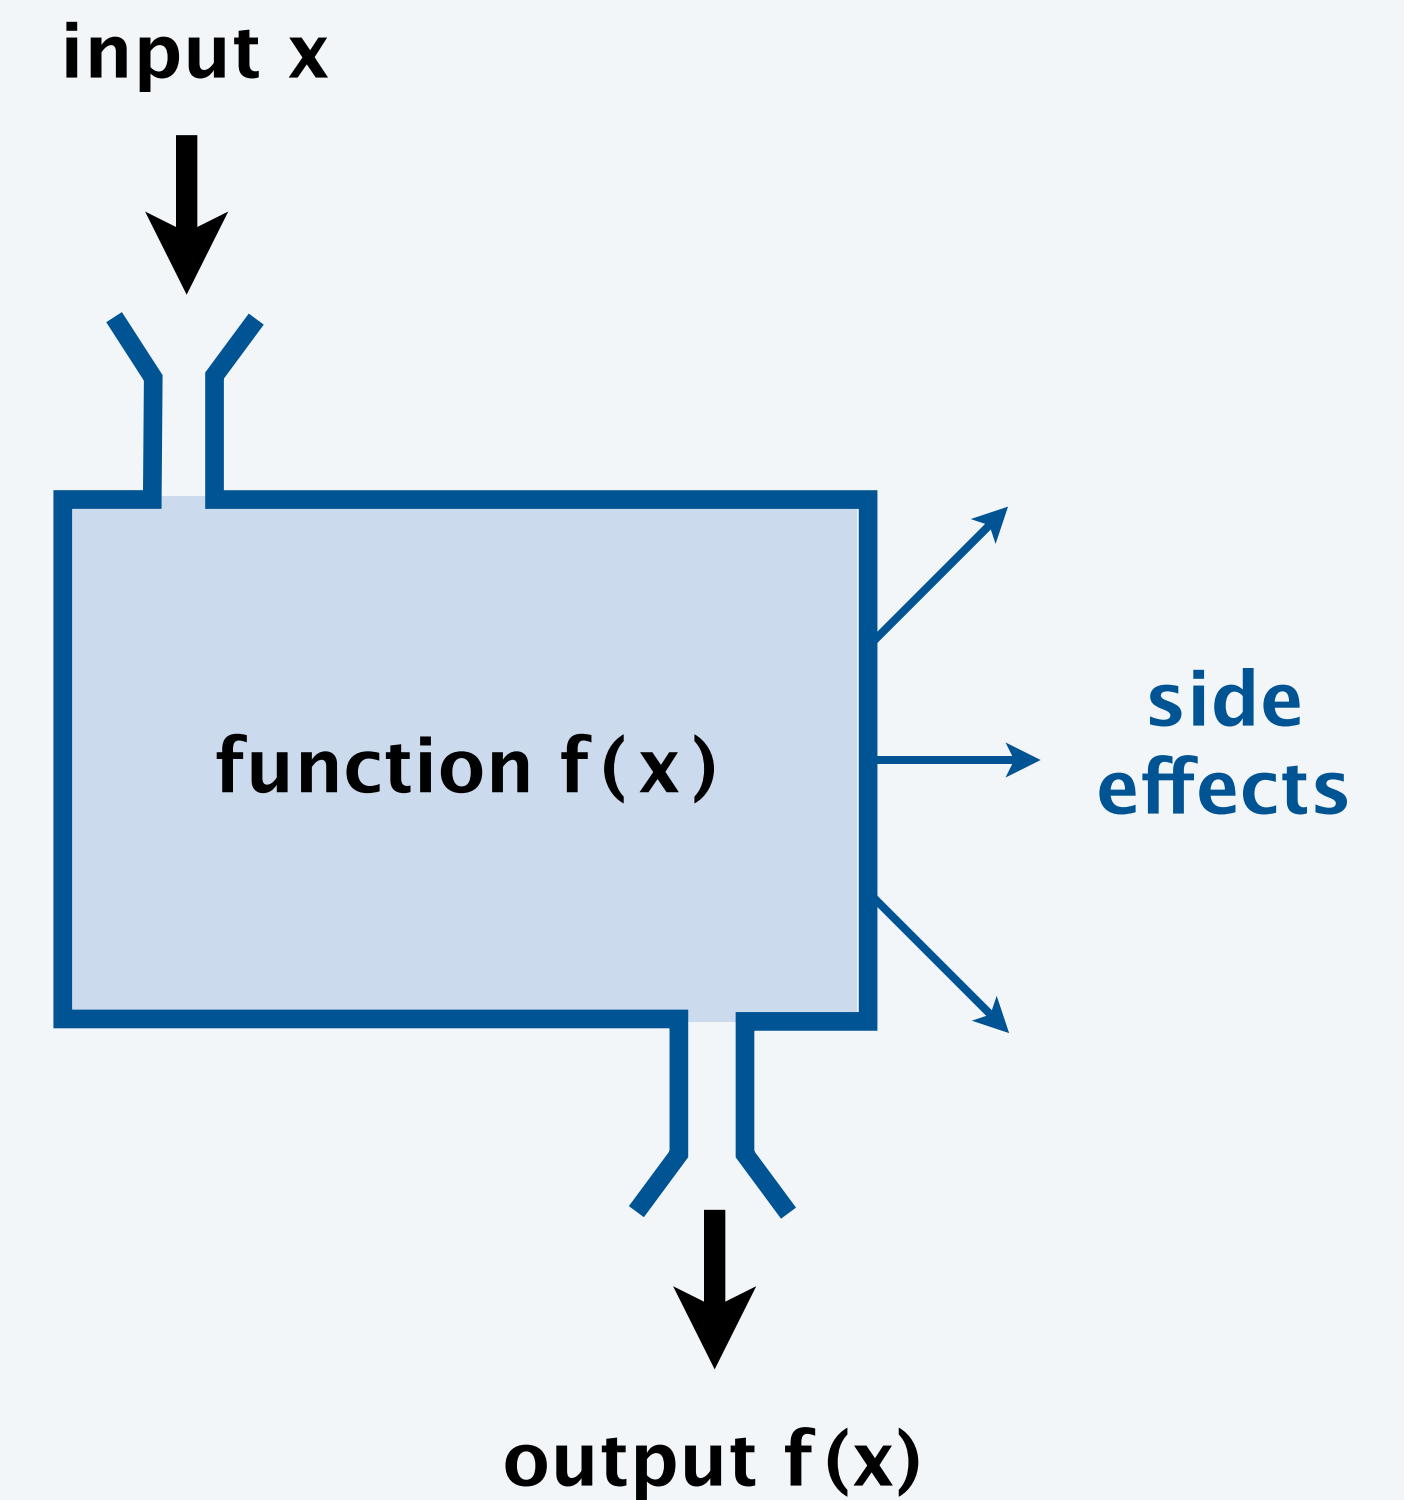 input x
function f(x)
side
effects
output f(x)